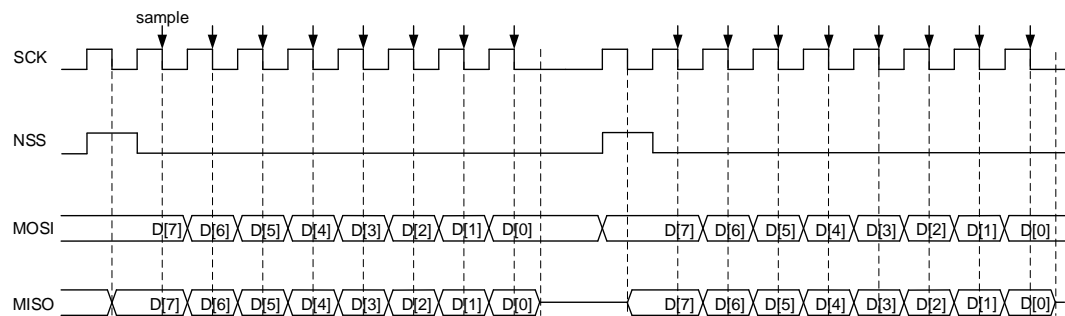 sample
SCK
NSS
MOSI D[7] D[6] D[5] D[4] D[3] D[2] D[1] D[0] D[7] D[6] D[5] D[4] D[3] D[2] D[1] D[0]
MISO D[7] D[6] D[5] D[4] D[3] D[2] D[1] D[0] D[7] D[6] D[5] D[4] D[3] D[2] D[1] D[0]